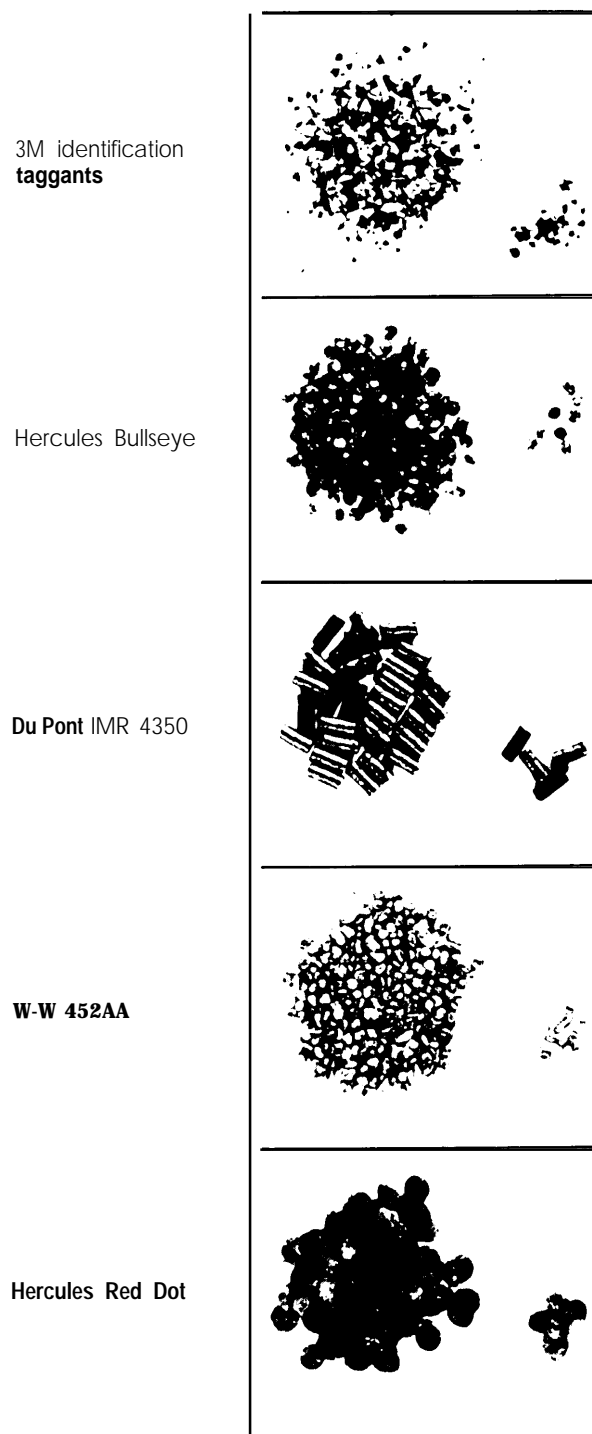 3M identification
taggants
Hercules Bullseye
Du Pont IMR 4350
W-W 452AA
Hercules Red Dot